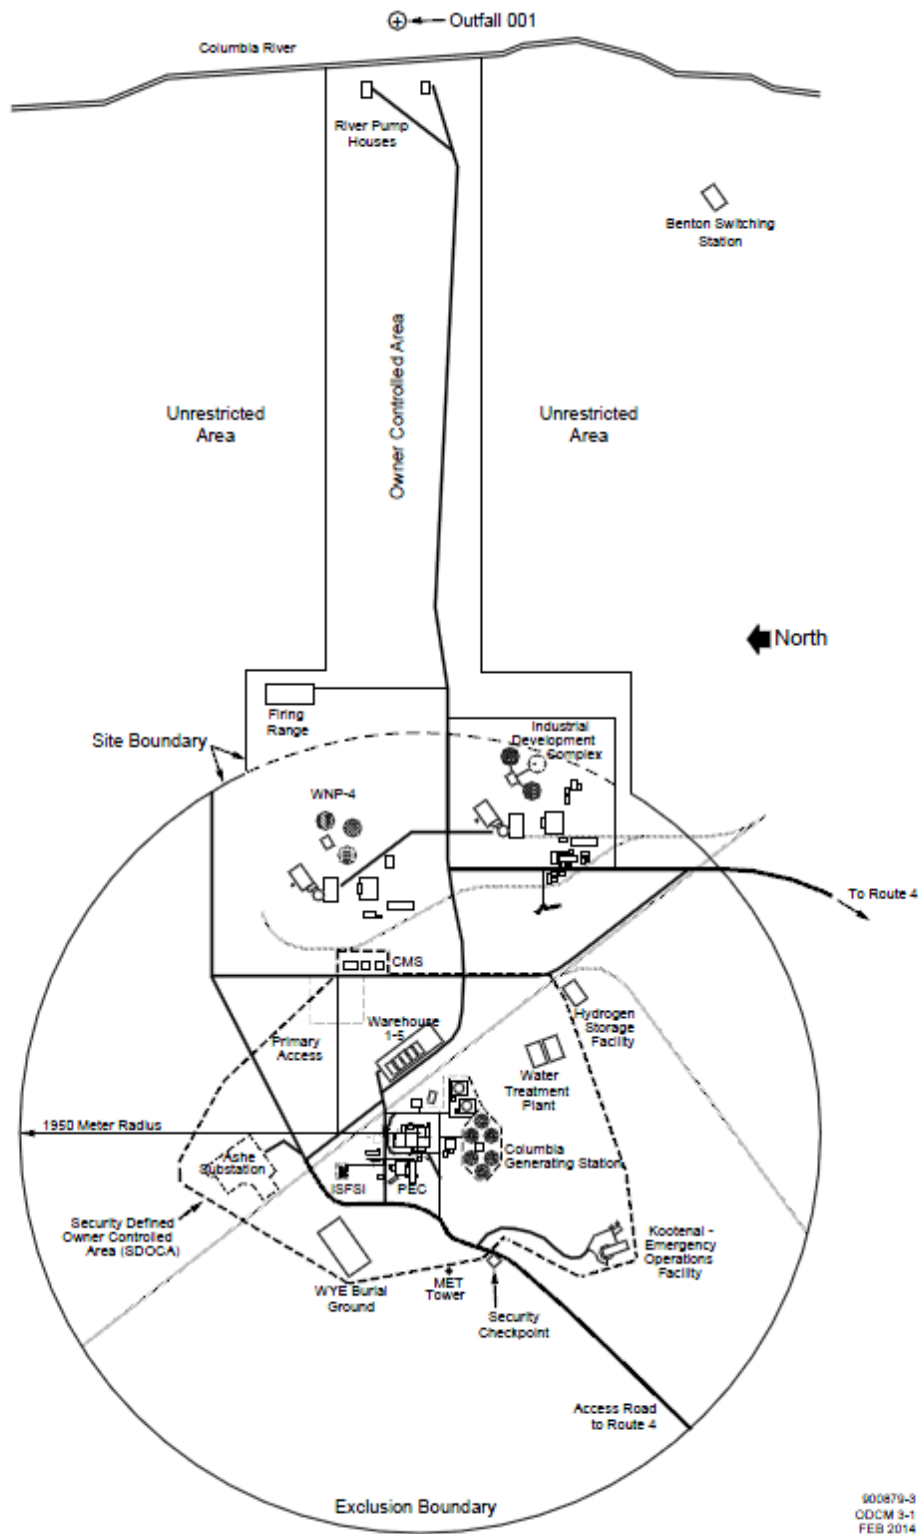 Outfall 001
Columbia River
River Pump
Houses
Benton Switching
Station
Owner Controlled Area
Unrestricted
Area
Unrestricted
Area
North
Firing
Range
Industrial
Development
Complex
Site Boundary
WNP-4
To Route 4
CMS
Hydrogen
Storage
Facility
Warehouse
1-5
Primary
Access
Water
Treatment
Plant
1950 Meter Radius
Ashe
Substation
Columbia
Generating Station
ISFSI
PEC
Security Defined
Owner Controlled
Area (SDOCA)
Kootenai -
Emergency
Operations
Facility
WYE Burial
Ground
MET
Tower
Security
Checkpoint
Access Road
to Route 4
Exclusion Boundary
900879-3
ODCM 3-1
FEB 2014